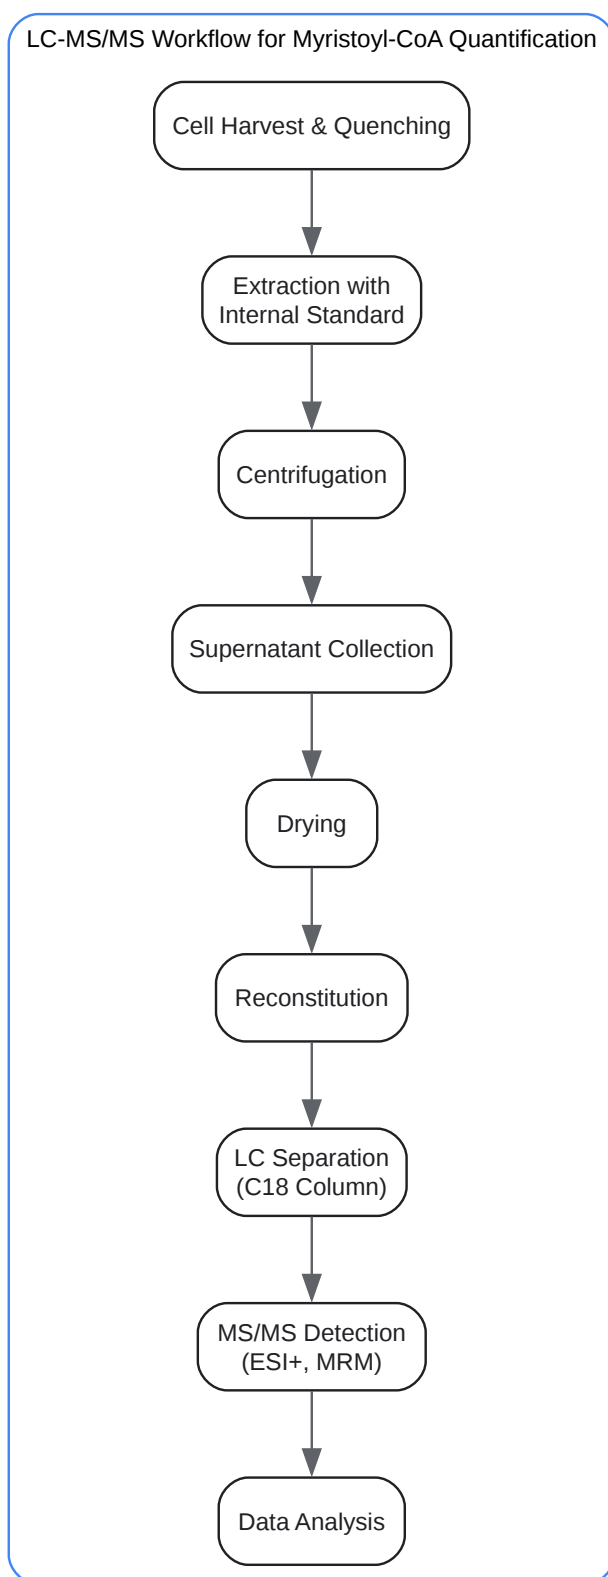 LC-MS/MS Workflow for Myristoyl-CoA Quantification
Cell Harvest & Quenching
Extraction with
Internal Standard
Centrifugation
Supernatant Collection
Drying
Reconstitution
LC Separation
(C18 Column)
MS/MS Detection
(ESI+, MRM)
Data Analysis